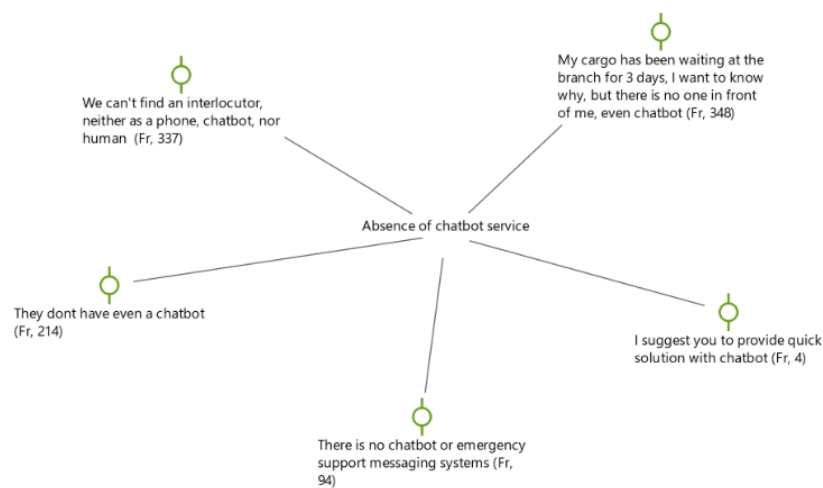 My cargo has been waiting at the
branch for 3 days, I want to know
why, but there is no one in front
of me, even chatbot (Fr, 348)
We can't find an interlocutor,
neither as a phone, chatbot, nor
human (Fr, 337)
Absence of chatbot service
They dont have even a chatbot
(Fr, 214)
I suggest you to provide quick
solution with chatbot (Fr, 4)
There is no chatbot or emergency
support messaging systems (Fr,
94)